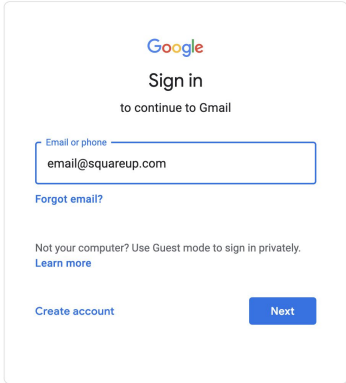 Google
Sign in
to continue to Gmail
Email or phone
email@squareup.com
Forgot email?
Not your computer? Use Guest mode to sign in privately.
Learn more
Create account
Next